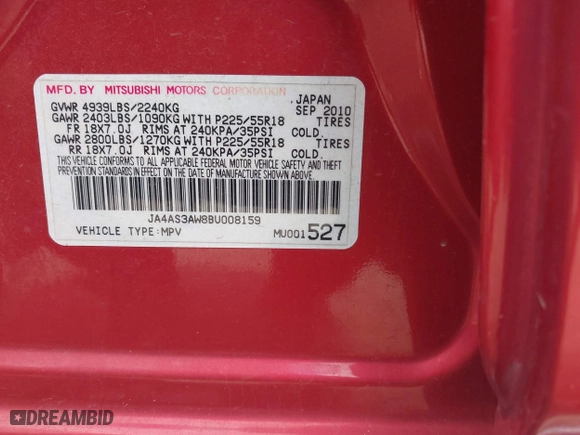 MFD. BY MITSUBISHI MOTORS CORPORATION
GVWR 4939LBS/2240KG JAPAN SEP 2010
GAWR 2403LBS/1090KG WITH P225/55R18 TIRES
FR 18X7.0J RIMS AT 240KPA/35PSI COLD.
GAWR 2800LBS/1270KG WITH P225/55R18 TIRES
RR 18X7.0J RIMS AT 240KPA/35PSI COLD.
THIS VEHICLE CONFORMS TO ALL APPLICABLE FEDERAL MOTOR VEHICLE SAFETY AND THEFT
PREVENTION STANDARDS IN EFFECT ON THE DATE OF MANUFACTURE SHOWN ABOVE.
JA4AS3AW8BU008159
VEHICLE TYPE:MPV MU001527
DREAMBID